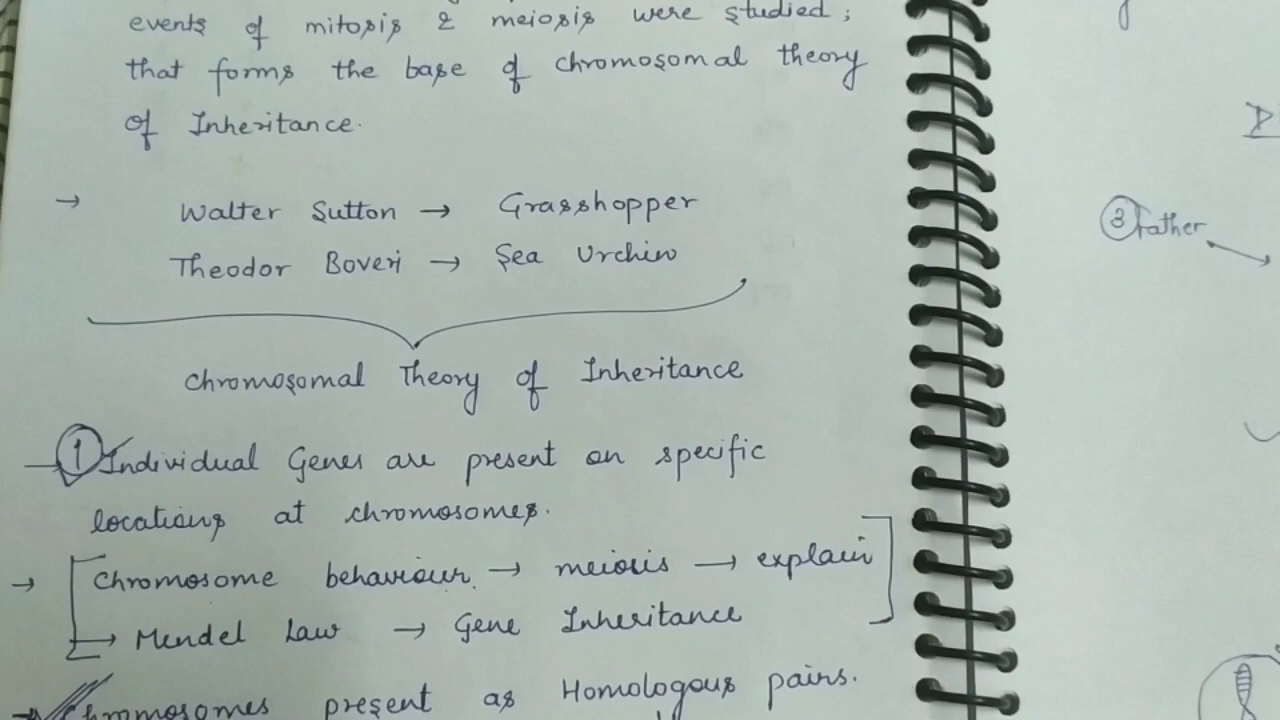 events of mitosis & meiosis were studied;
that forms the base of chromosomal theory
of Inheritance.
→ Walter Sutton → Grasshopper
Theodor Boveri → Sea Urchin
Chromosomal Theory of Inheritance
① Individual Genes are present on specific
locations at chromosomes.
→ [Chromosome behaviour. → meiosis → explain]
→ Mendel Law → Gene Inheritance
→ Chrommosomes present as Homologous pairs.
③ Father